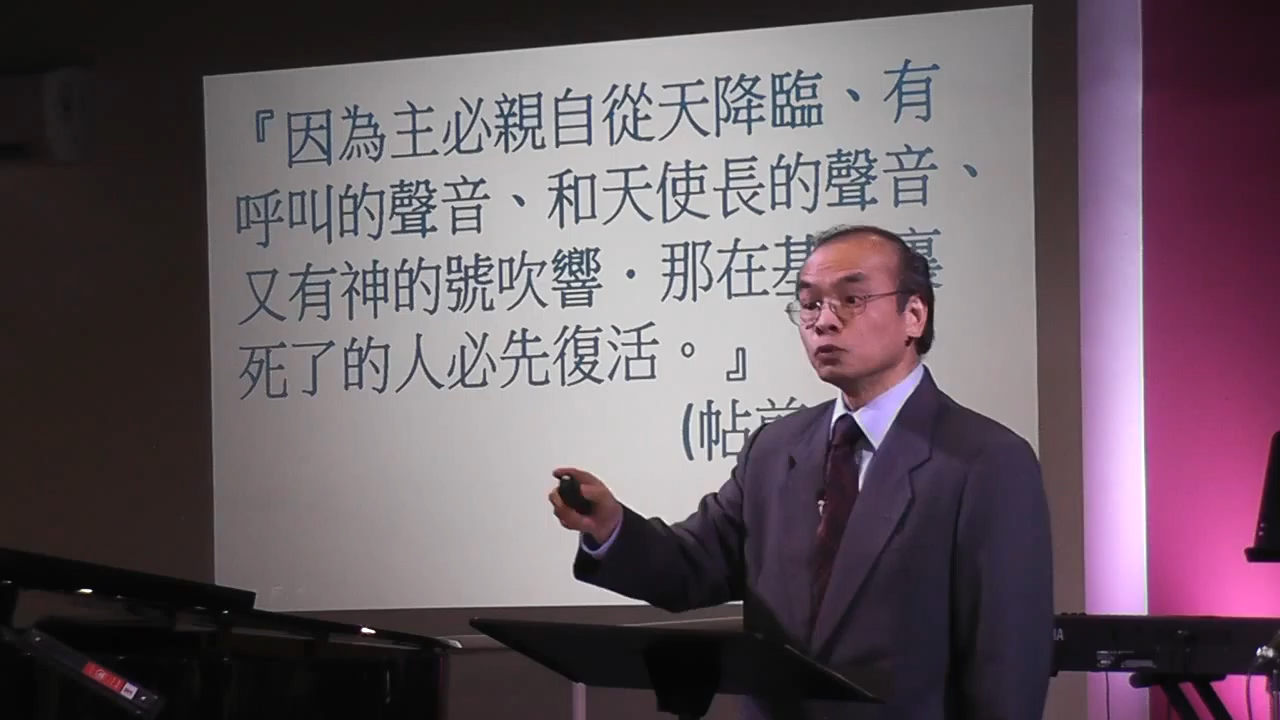 『因為主必親自從天降臨、有
呼叫的聲音、和天使長的聲音、
又有神的號吹響．那在基
死了的人必先復活。』
(帖前